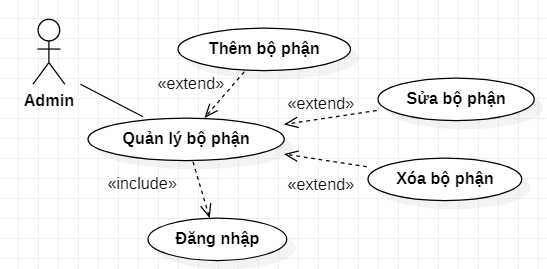 Thêm bộ phận
«extend»
Admin
«extend»
Sửa bộ phận
Quản lý bộ phận
«include»
«extend»
Xóa bộ phận
Đăng nhập